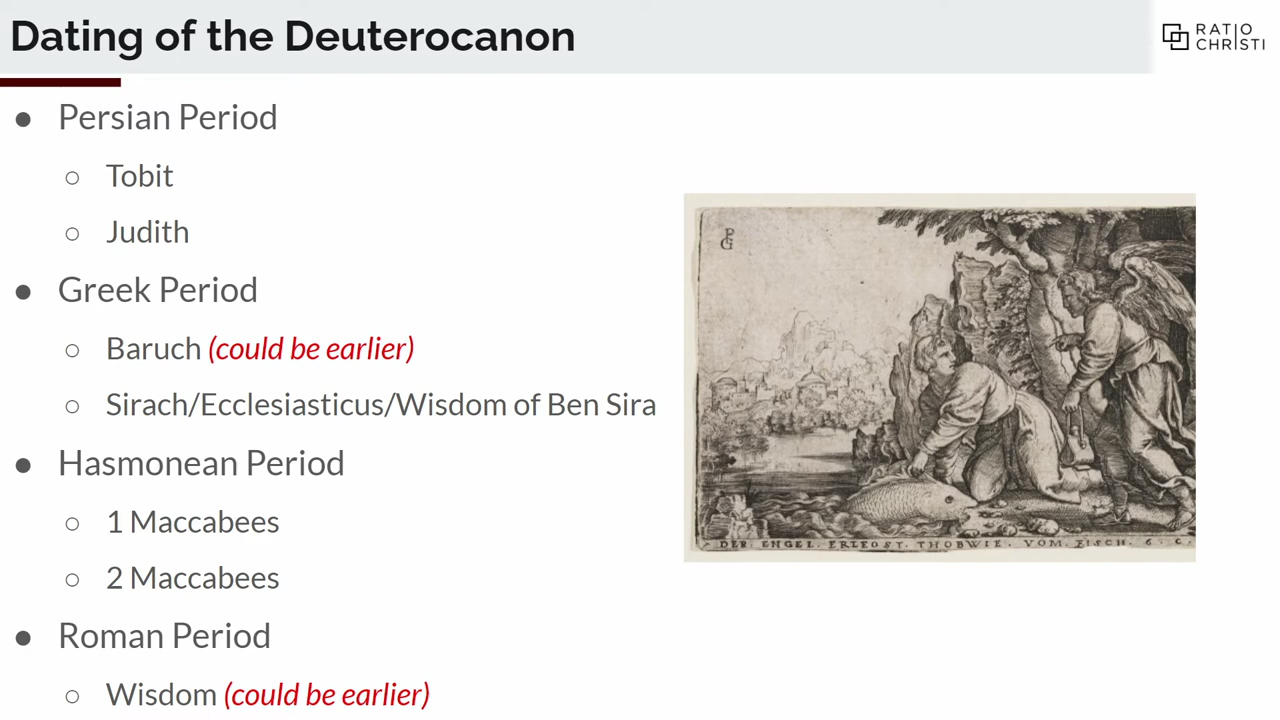 Dating of the Deuterocanon
RATIO
CHRISTI
● Persian Period
○ Tobit
○ Judith
● Greek Period
○ Baruch (could be earlier)
○ Sirach/Ecclesiasticus/Wisdom of Ben Sira
● Hasmonean Period
○ 1 Maccabees
○ 2 Maccabees
● Roman Period
○ Wisdom (could be earlier)
P
G
DER. ENGEL. ERLEOST. THOBWIE. VOM. FISCH. 6. C.